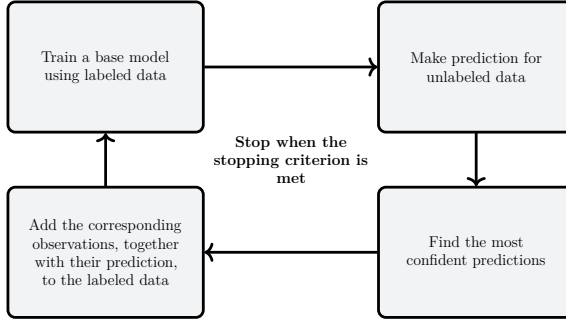 Train a base model
using labeled data
Make prediction for
unlabeled data
Stop when the
stopping criterion is
met
Add the corresponding
observations, together
with their prediction,
to the labeled data
Find the most
confident predictions